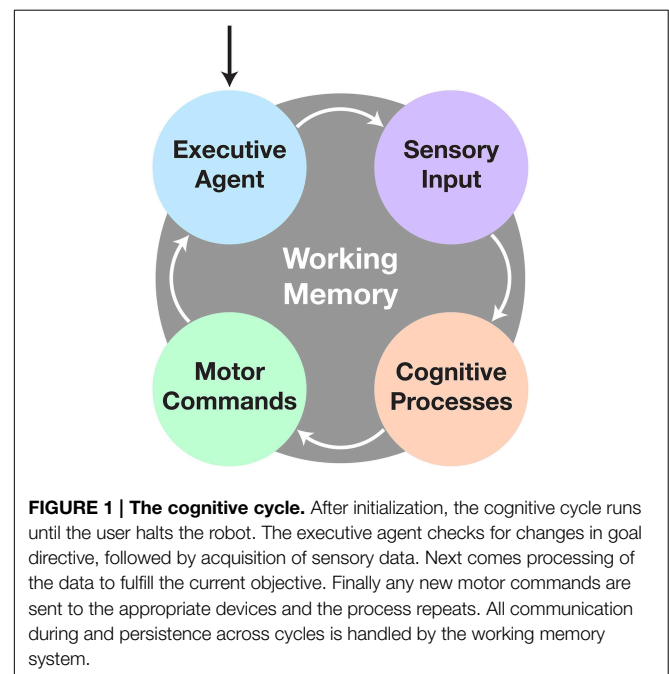 Executive
Agent
Sensory
Input
Working
Memory
Motor
Commands
Cognitive
Processes
FIGURE 1 | The cognitive cycle. After initialization, the cognitive cycle runs
until the user halts the robot. The executive agent checks for changes in goal
directive, followed by acquisition of sensory data. Next comes processing of
the data to fulfill the current objective. Finally any new motor commands are
sent to the appropriate devices and the process repeats. All communication
during and persistence across cycles is handled by the working memory
system.